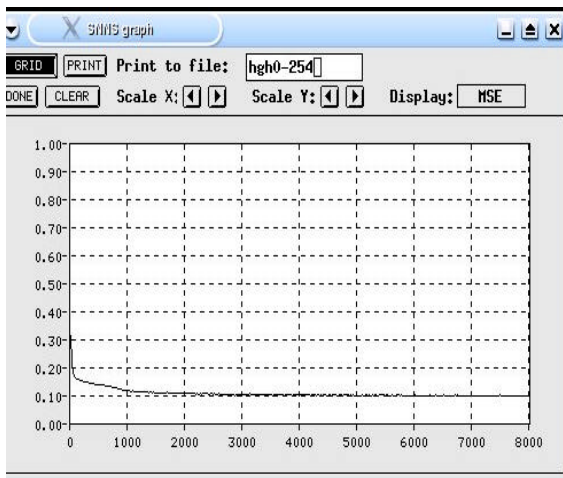 SNNS graph
GRID PRINT Print to file: hgh0-254
DONE CLEAR Scale X: Scale Y: Display: MSE
1.00
0.90
0.80
0.70
0.60
0.50
0.40
0.30
0.20
0.10
0.00
0 1000 2000 3000 4000 5000 6000 7000 8000